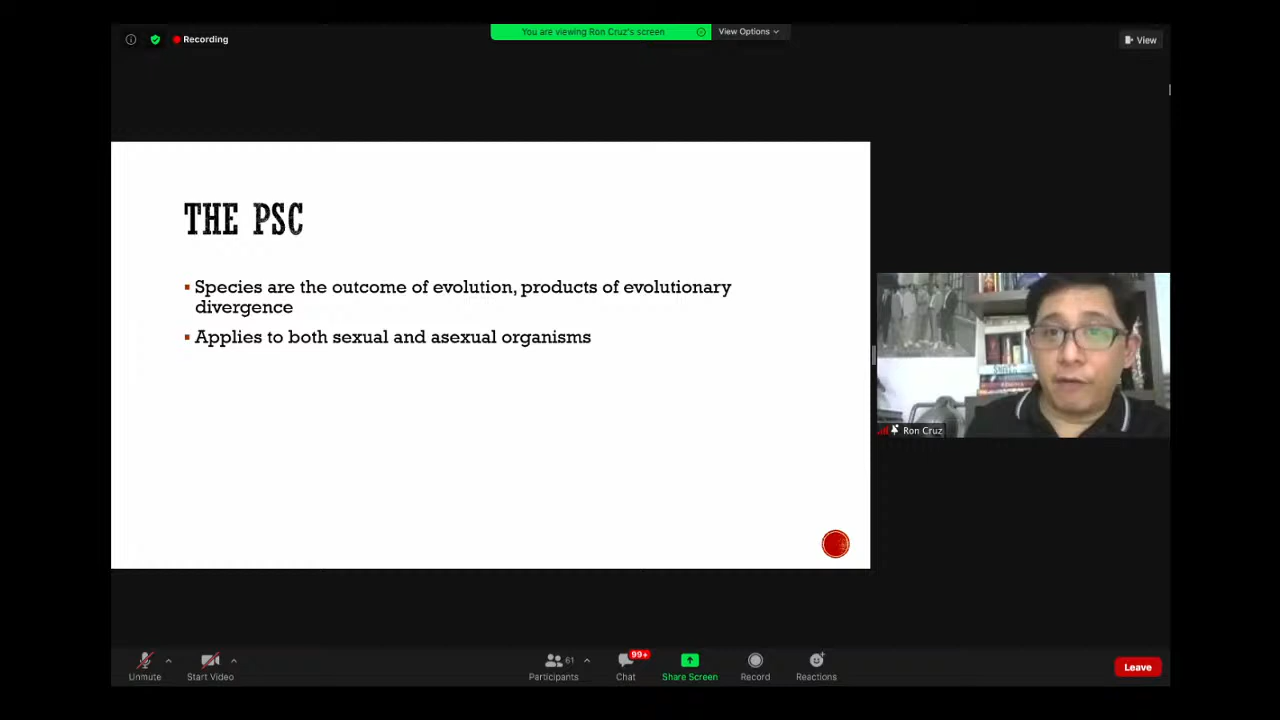 Recording
You are viewing Ron Cruz's screen
View Options
View
THE PSC
▪ Species are the outcome of evolution, products of evolutionary
divergence
▪ Applies to both sexual and asexual organisms
Ron Cruz
Unmute
Start Video
61
Participants
99+
Chat
Share Screen
Record
Reactions
Leave